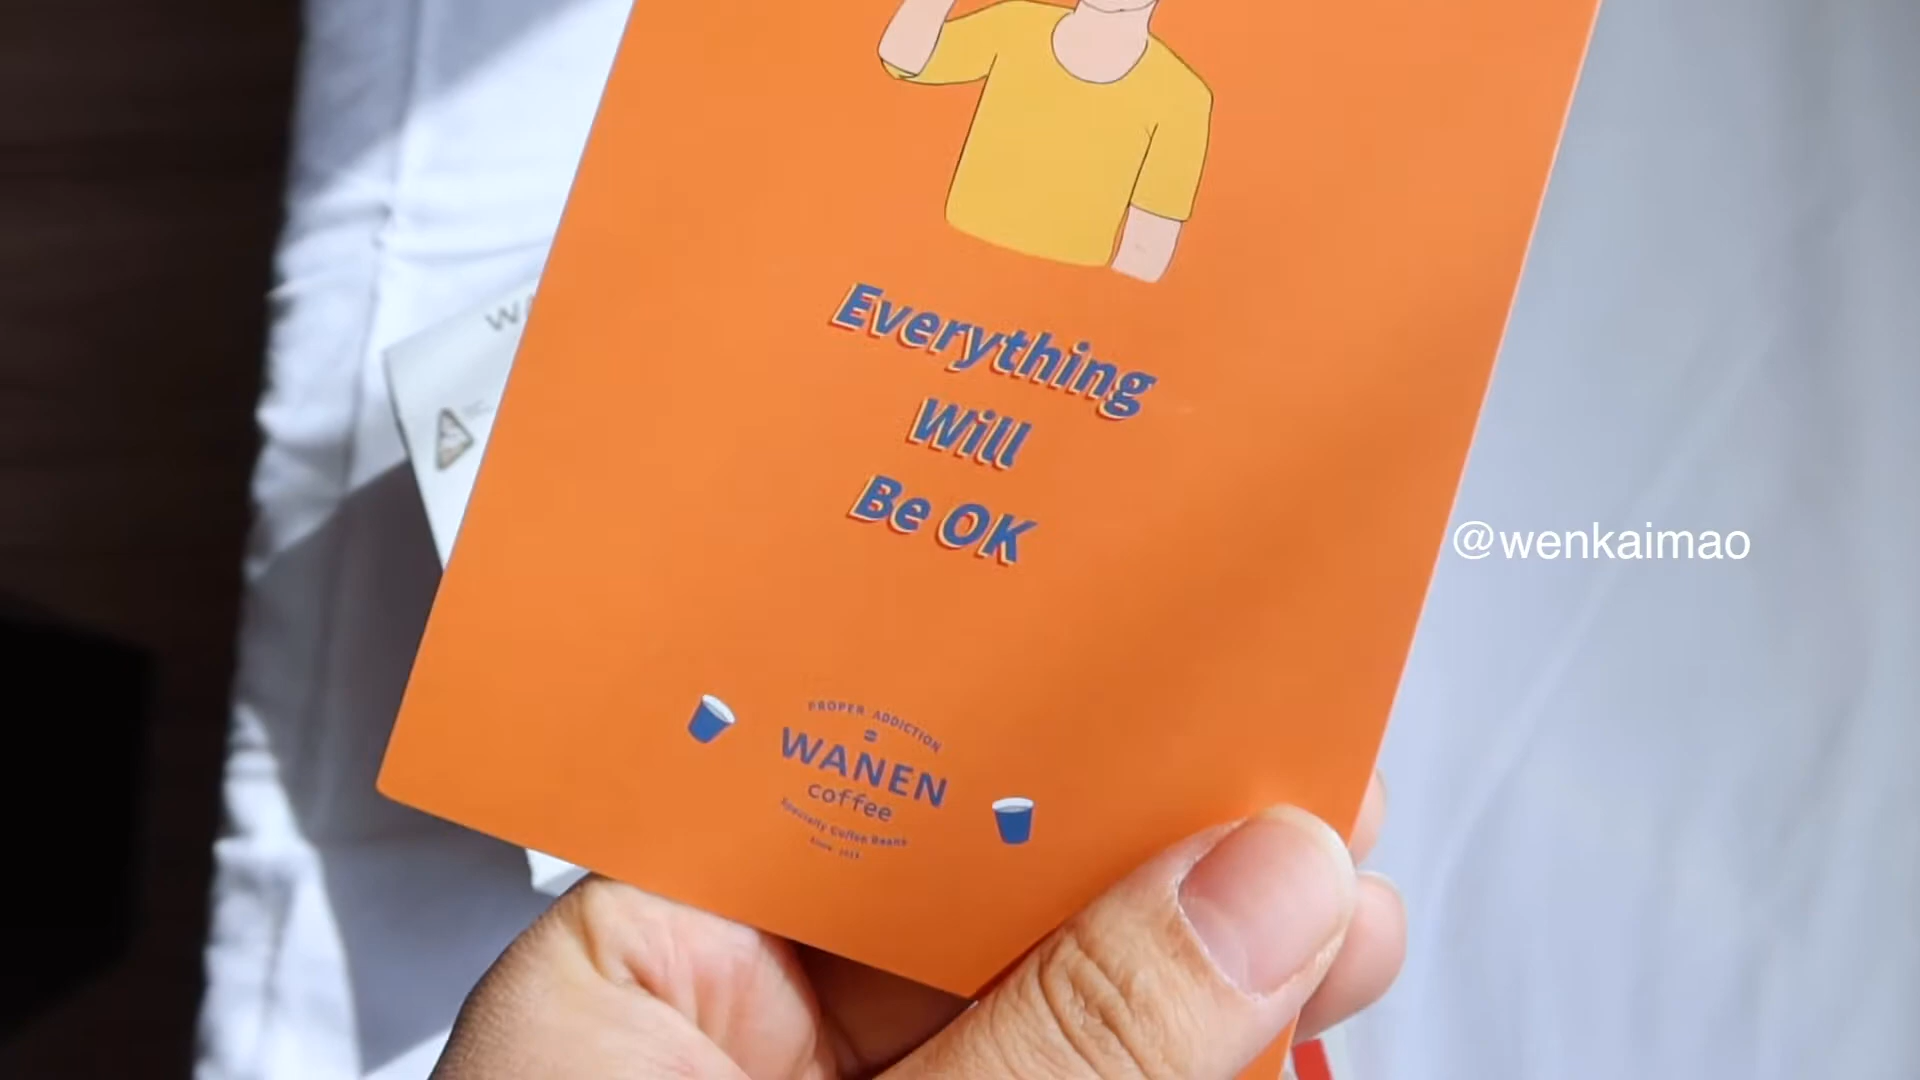 Everything
Will
Be OK
@wenkaimao
PROPER ADDICTION
WANEN
coffee
Specialty Coffee Beans